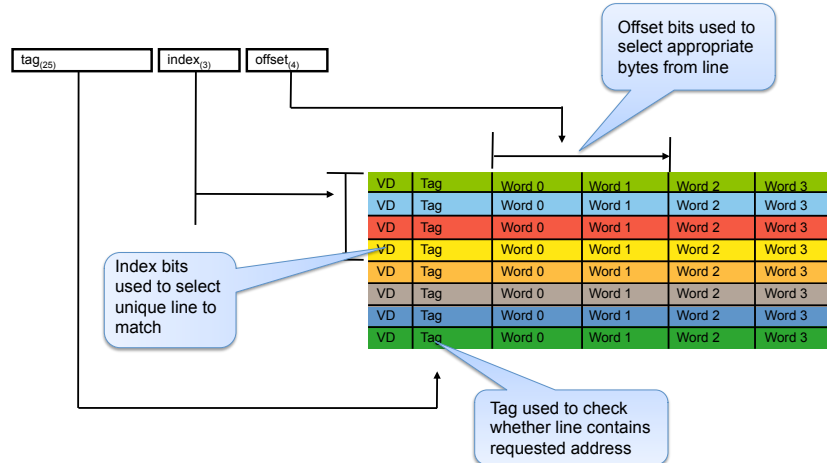 Offset bits used to
select appropriate
bytes from line
tag(25) index(3) offset(4)
VD Tag Word 0 Word 1 Word 2 Word 3
VD Tag Word 0 Word 1 Word 2 Word 3
VD Tag Word 0 Word 1 Word 2 Word 3
VD Tag Word 0 Word 1 Word 2 Word 3
VD Tag Word 0 Word 1 Word 2 Word 3
VD Tag Word 0 Word 1 Word 2 Word 3
VD Tag Word 0 Word 1 Word 2 Word 3
VD Tag Word 0 Word 1 Word 2 Word 3
Index bits
used to select
unique line to
match
Tag used to check
whether line contains
requested address